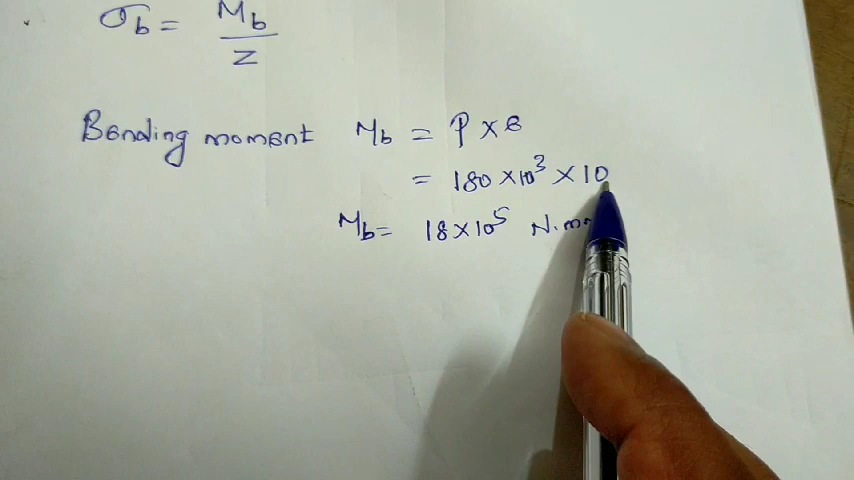 σb = Mb / Z
Bending moment Mb = P × e
= 180 × 10³ × 10
Mb = 18 × 10⁵ N.mm